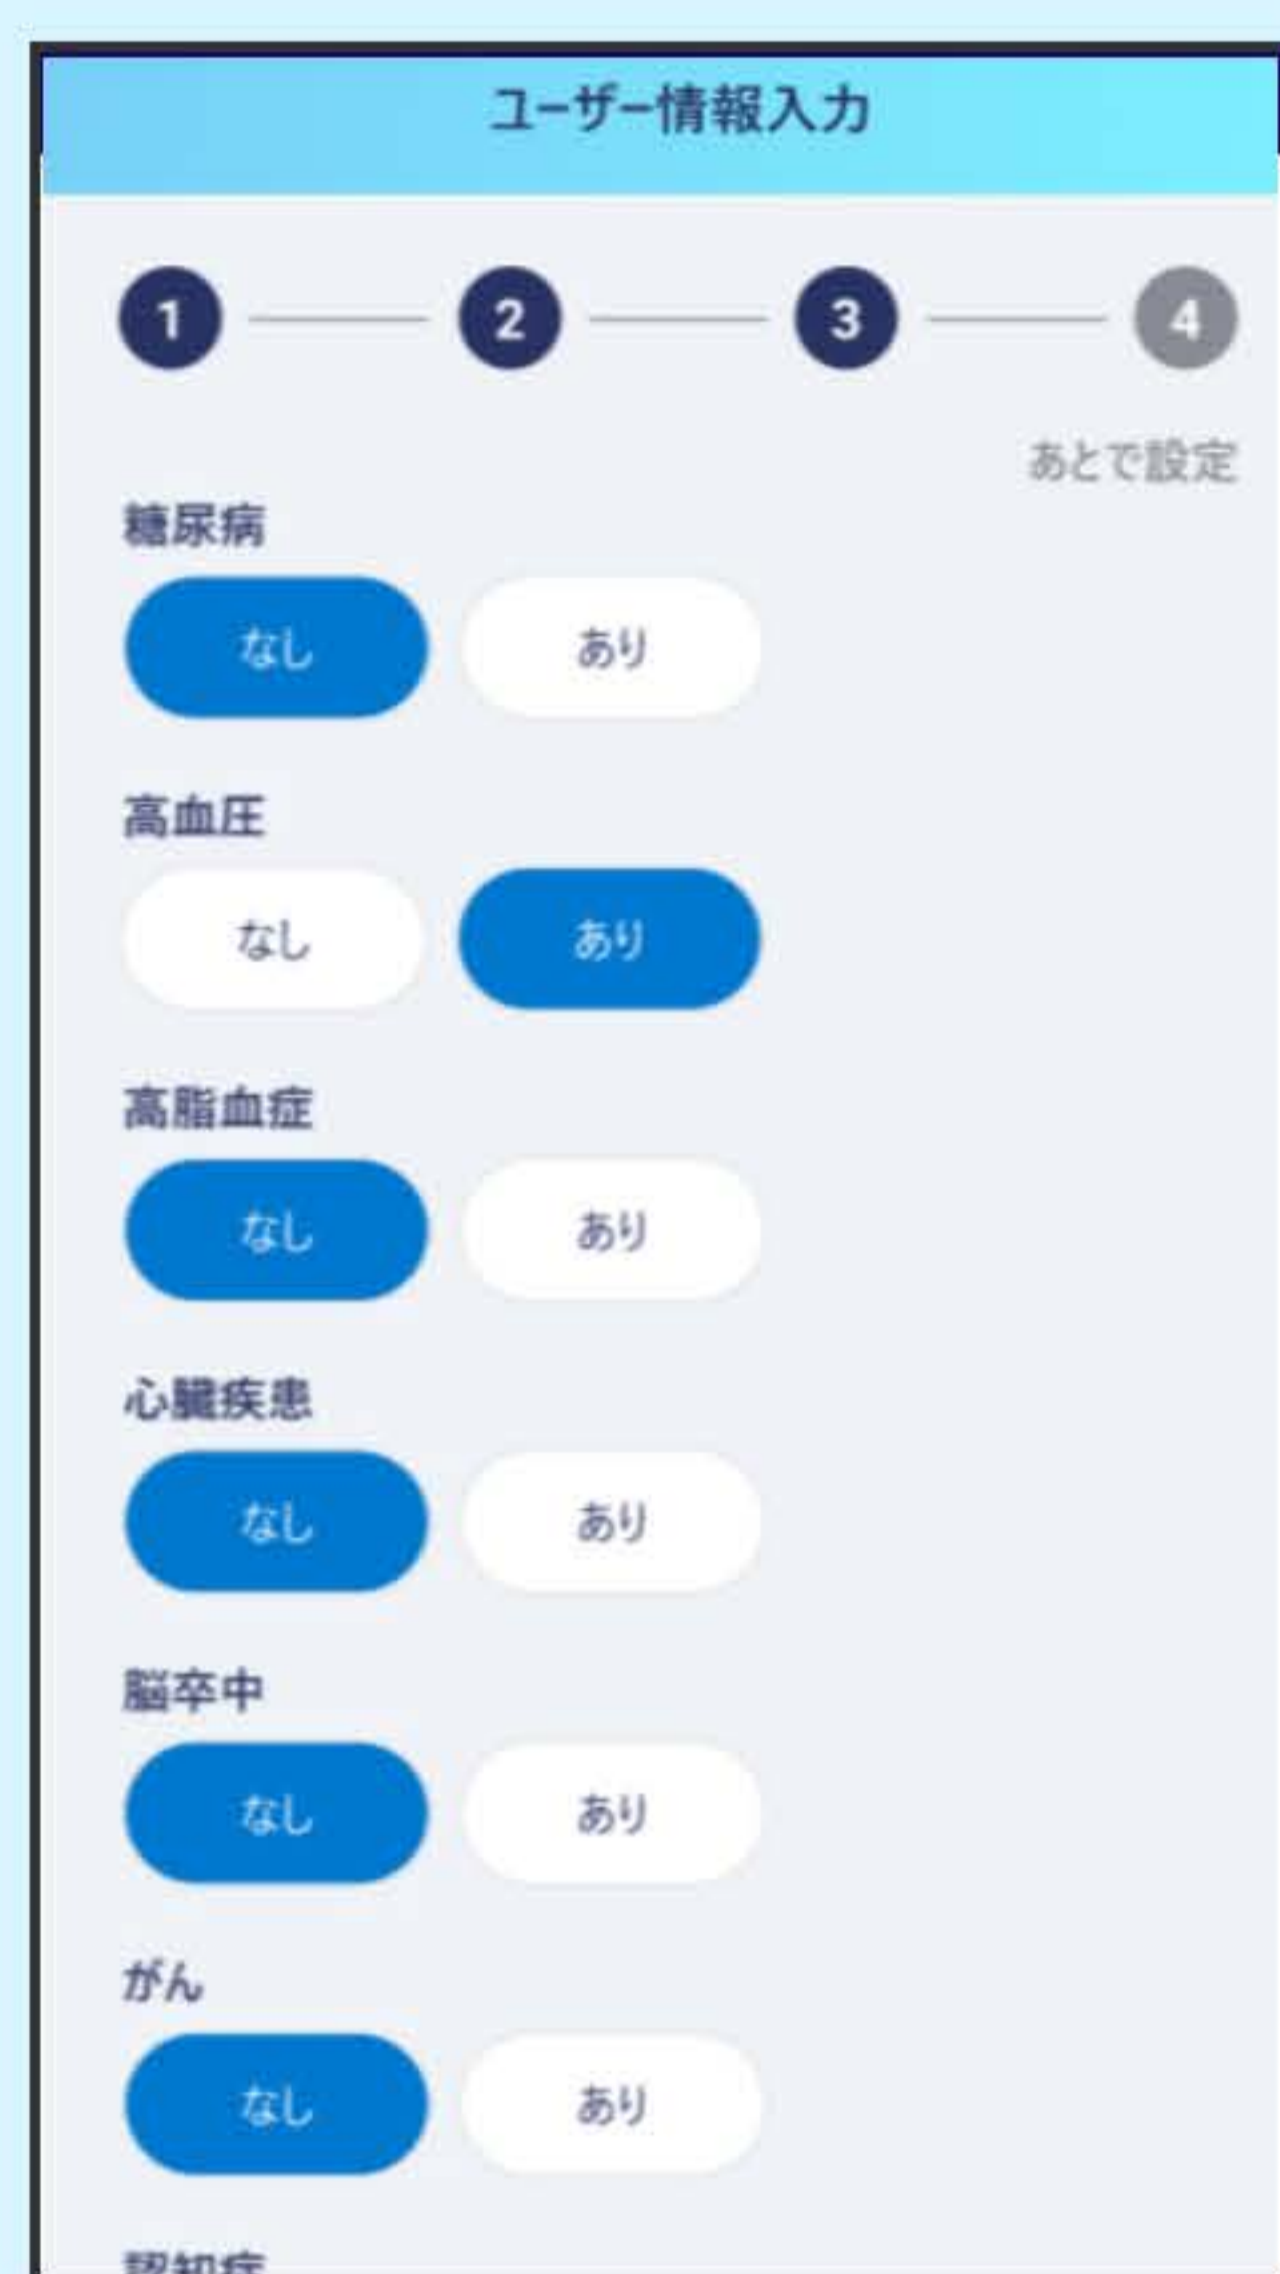 ユーザー情報入力
1 2 3 4
あとで設定
糖尿病
なし あり
高血圧
なし あり
高脂血症
なし あり
心臓疾患
なし あり
脳卒中
なし あり
がん
なし あり
認知症